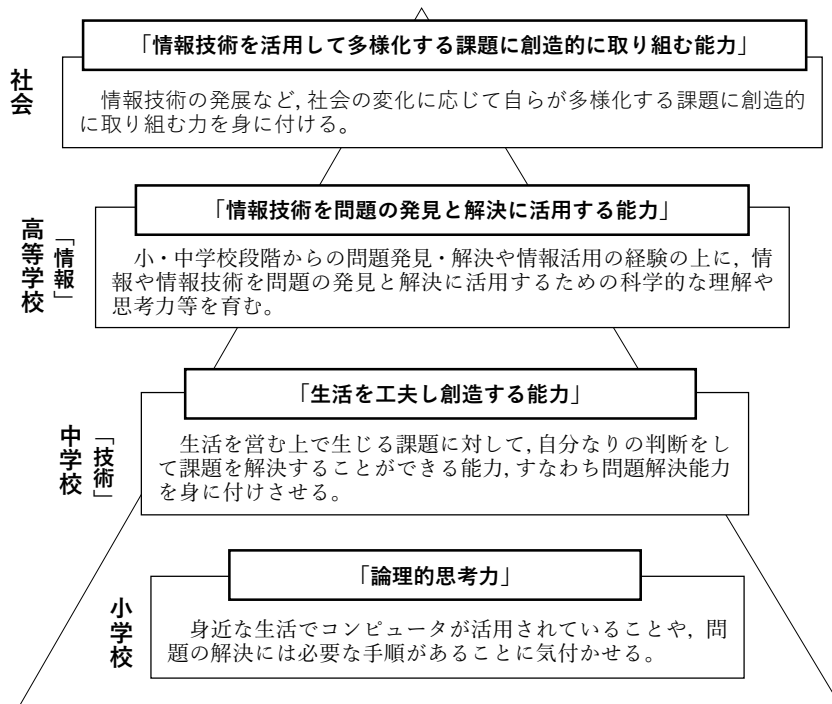 「情報技術を活用して多様化する課題に創造的に取り組む能力」
社会
情報技術の発展など,社会の変化に応じて自らが多様化する課題に創造的
に取り組む力を身に付ける。
「情報技術を問題の発見と解決に活用する能力」
高等学校
「情報」
小・中学校段階からの問題発見・解決や情報活用の経験の上に,情
報や情報技術を問題の発見と解決に活用するための科学的な理解や
思考力等を育む。
「生活を工夫し創造する能力」
中学校
「技術」
生活を営む上で生じる課題に対して,自分なりの判断をし
て課題を解決することができる能力,すなわち問題解決能力
を身に付けさせる。
「論理的思考力」
小学校
身近な生活でコンピュータが活用されていることや,問
題の解決には必要な手順があることに気付かせる。